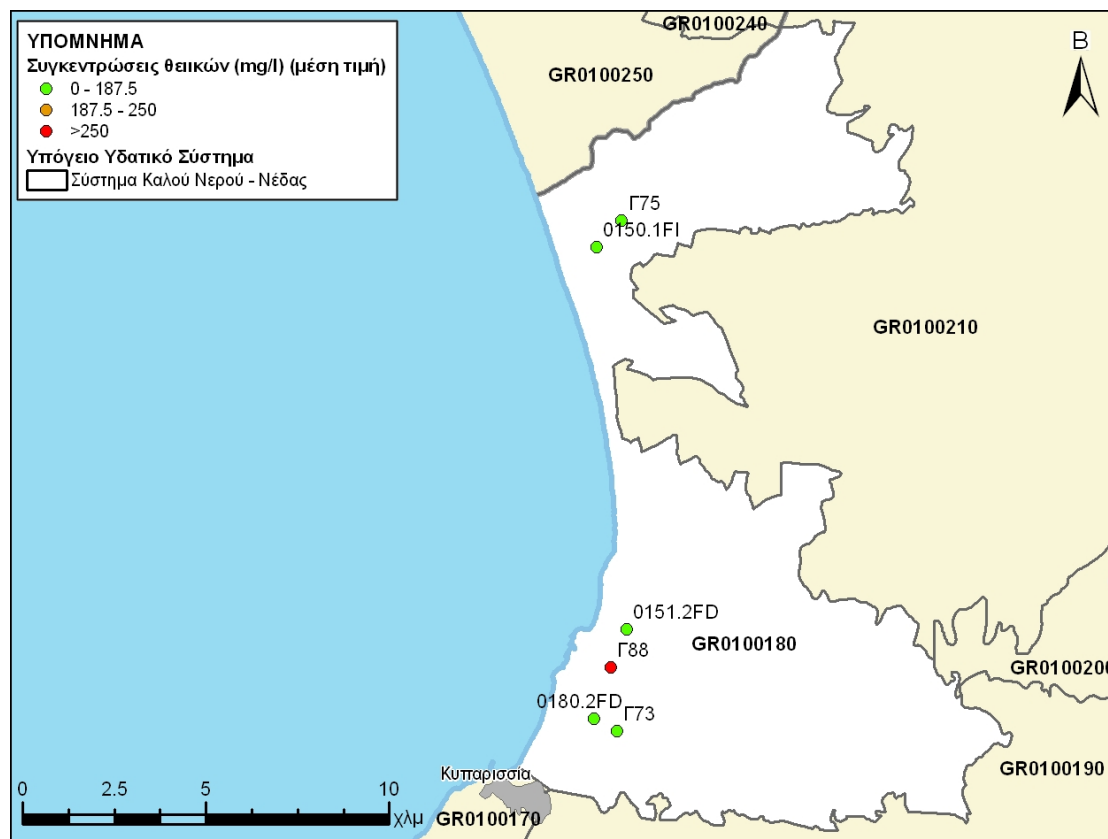 ΥΠΟΜΝΗΜΑ
Συγκεντρώσεις θειικών (mg/l) (μέση τιμή)
0 - 187.5
187.5 - 250
>250
Υπόγειο Υδατικό Σύστημα
Σύστημα Καλού Νερού - Νέδας
GR0100240
GR0100250
Β
Γ75
0150.1FI
GR0100210
0151.2FD
Γ88
GR0100180
GR0100200
0180.2FD
Γ73
Κυπαρισσία
GR0100190
GR0100170
0 2.5 5 10
χλμ